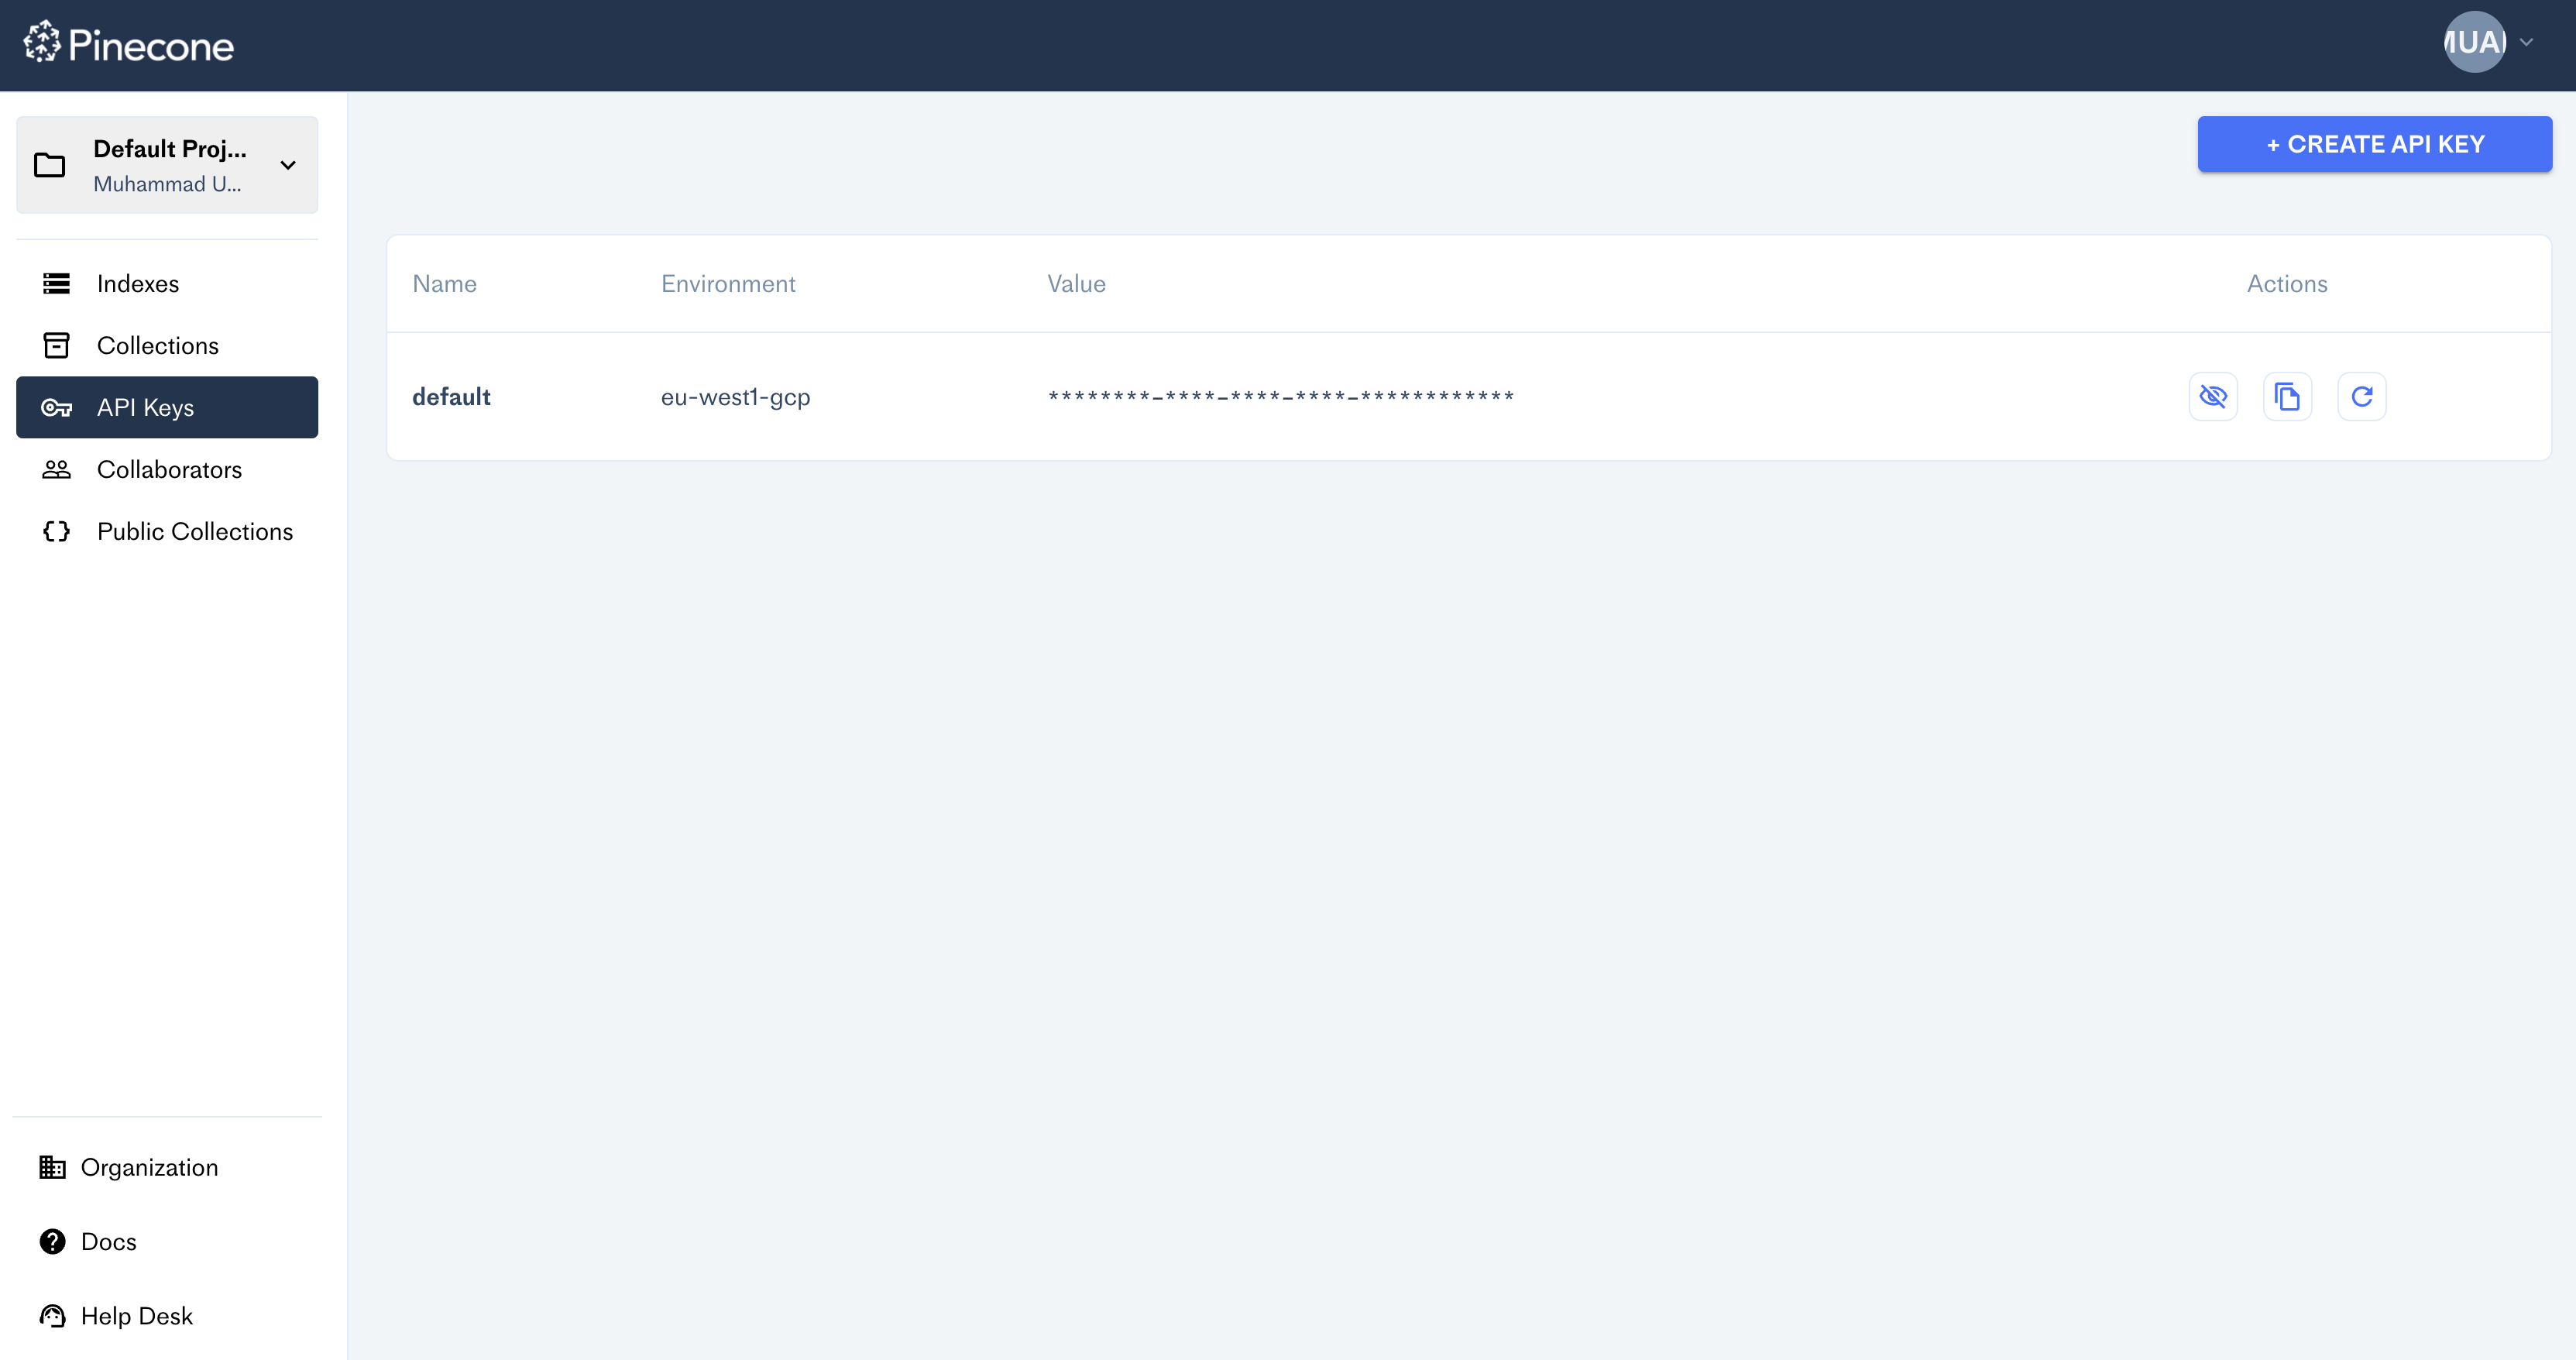 Pinecone
MUA
Default Proj...
Muhammad U...
+ CREATE API KEY
Indexes
Collections
API Keys
Collaborators
Public Collections
Name Environment Value Actions
default eu-west1-gcp ********-****-****-****-************
Organization
Docs
Help Desk